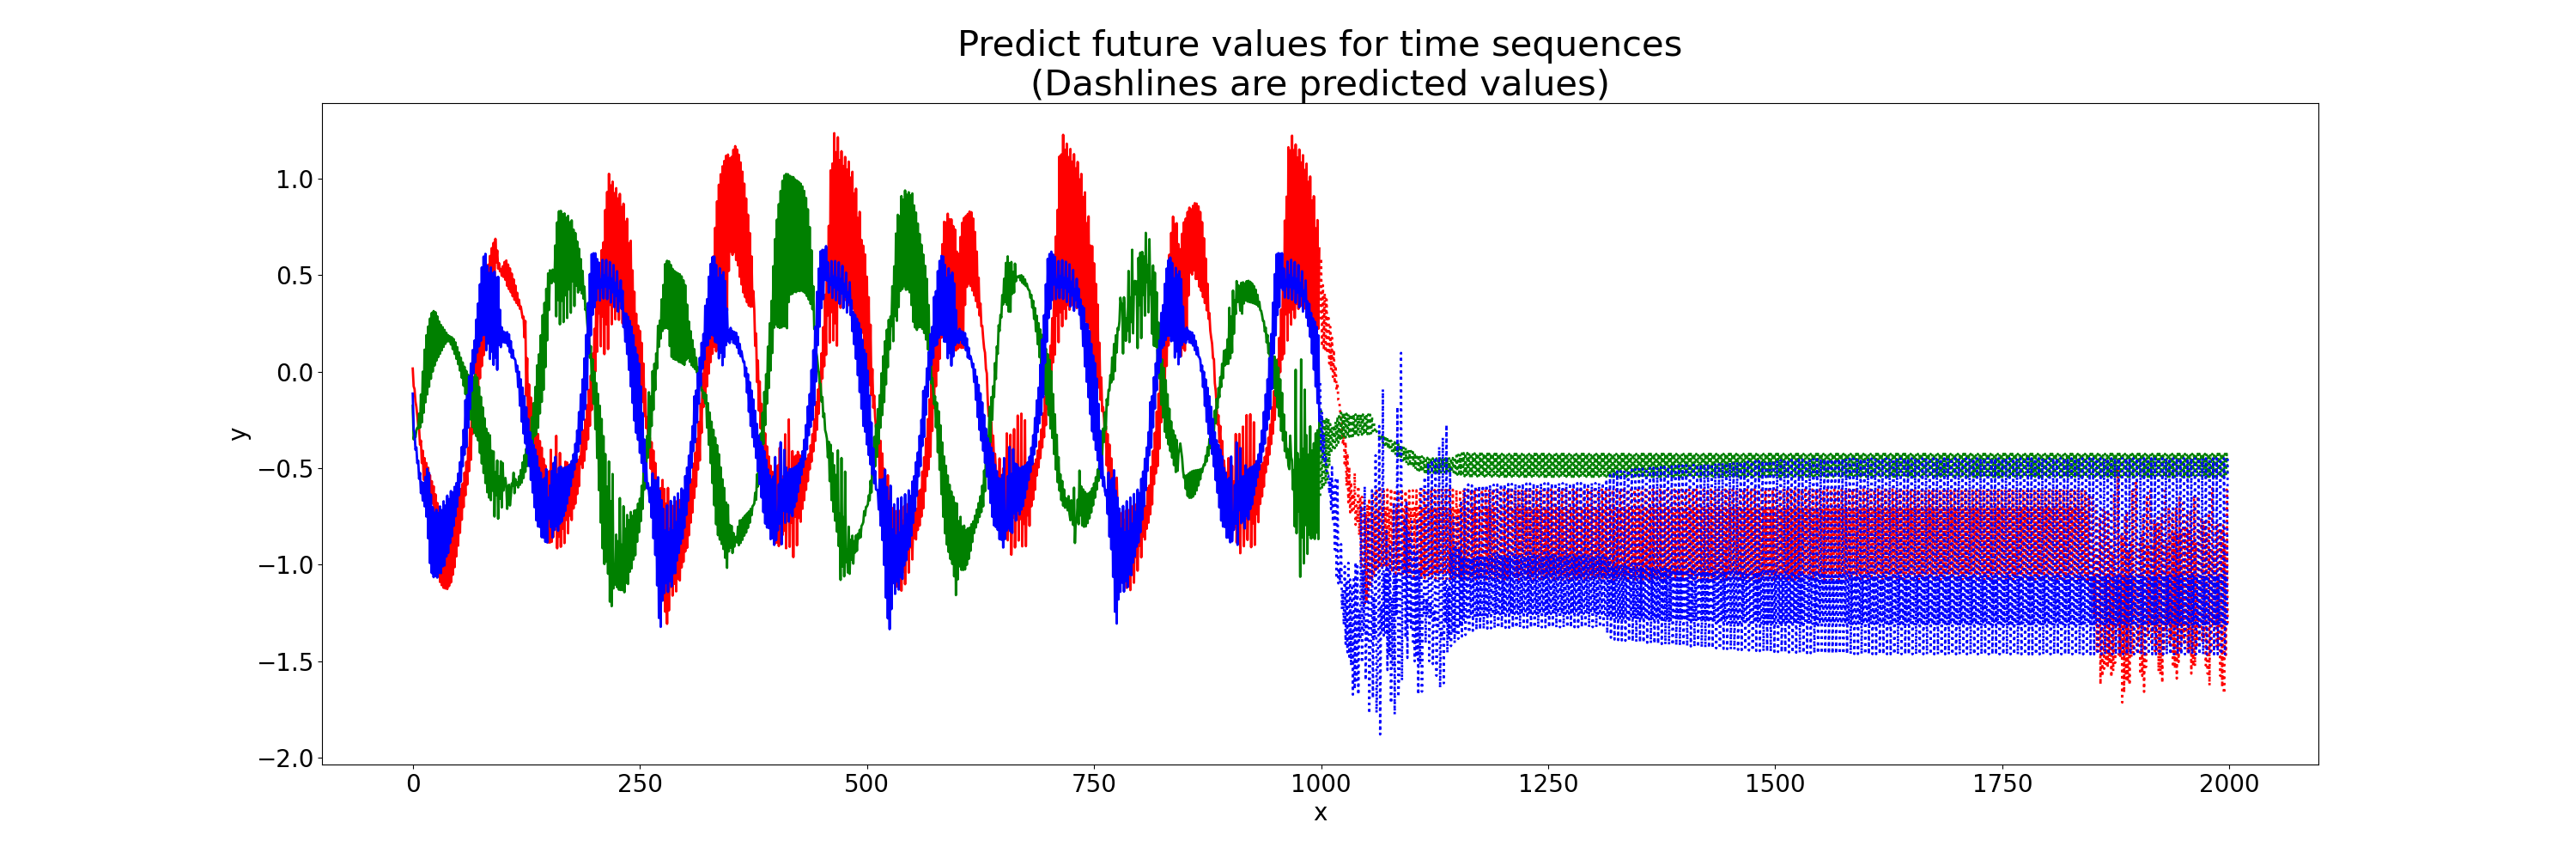 Predict future values for time sequences
(Dashlines are predicted values)
1.0
0.5
0.0
−0.5
−1.0
−1.5
−2.0
y
0 250 500 750 1000 1250 1500 1750 2000
x